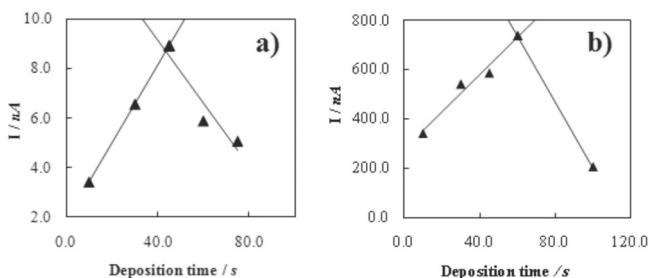 a)
I / nA
10.0
8.0
6.0
4.0
2.0
0.0 40.0 80.0
Deposition time / s
b)
I / nA
800.0
600.0
400.0
200.0
0.0
0.0 40.0 80.0 120.0
Deposition time /s